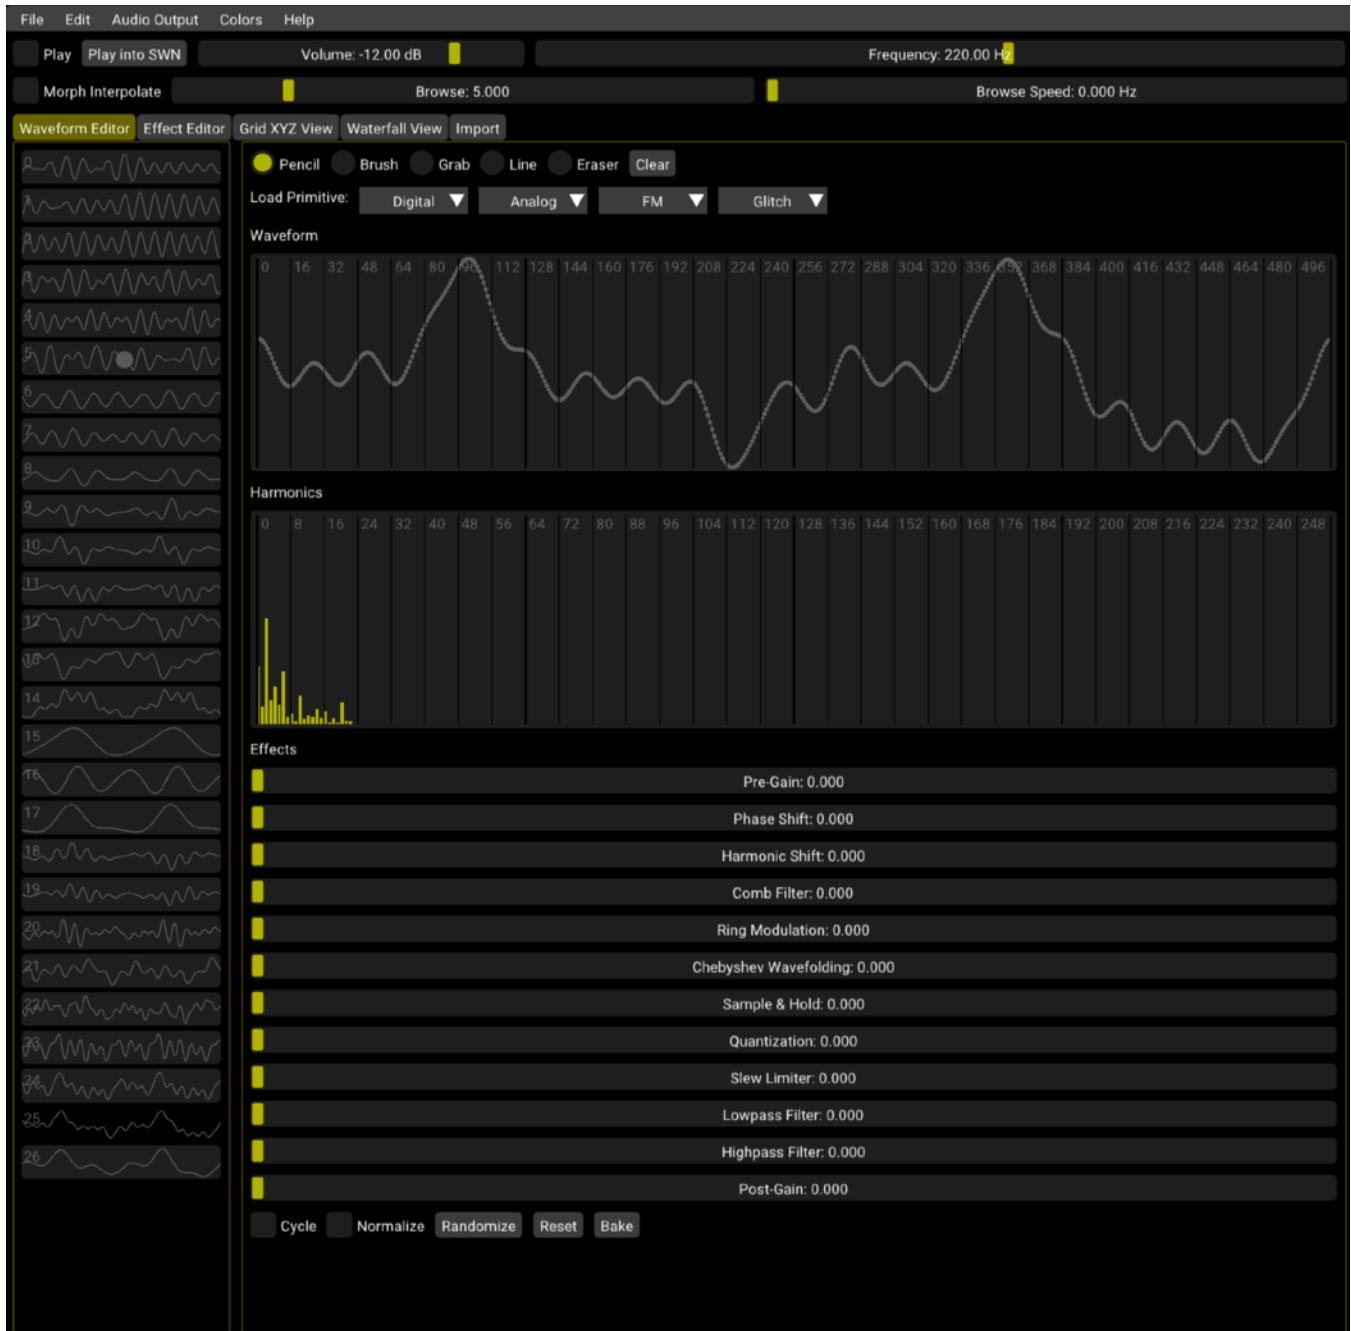 File Edit Audio Output Colors Help
Play Play into SWN Volume: -12.00 dB Frequency: 220.00 Hz
Morph Interpolate Browse: 5.000 Browse Speed: 0.000 Hz
Waveform Editor Effect Editor Grid XYZ View Waterfall View Import
0
1
2
3
4
5
6
7
8
9
10
11
12
13
14
15
16
17
18
19
20
21
22
23
24
25
26
Pencil Brush Grab Line Eraser Clear
Load Primitive: Digital Analog FM Glitch
Waveform
0 16 32 48 64 80 96 112 128 144 160 176 192 208 224 240 256 272 288 304 320 336 352 368 384 400 416 432 448 464 480 496
Harmonics
0 8 16 24 32 40 48 56 64 72 80 88 96 104 112 120 128 136 144 152 160 168 176 184 192 200 208 216 224 232 240 248
Effects
Pre-Gain: 0.000
Phase Shift: 0.000
Harmonic Shift: 0.000
Comb Filter: 0.000
Ring Modulation: 0.000
Chebyshev Wavefolding: 0.000
Sample & Hold: 0.000
Quantization: 0.000
Slew Limiter: 0.000
Lowpass Filter: 0.000
Highpass Filter: 0.000
Post-Gain: 0.000
Cycle Normalize Randomize Reset Bake